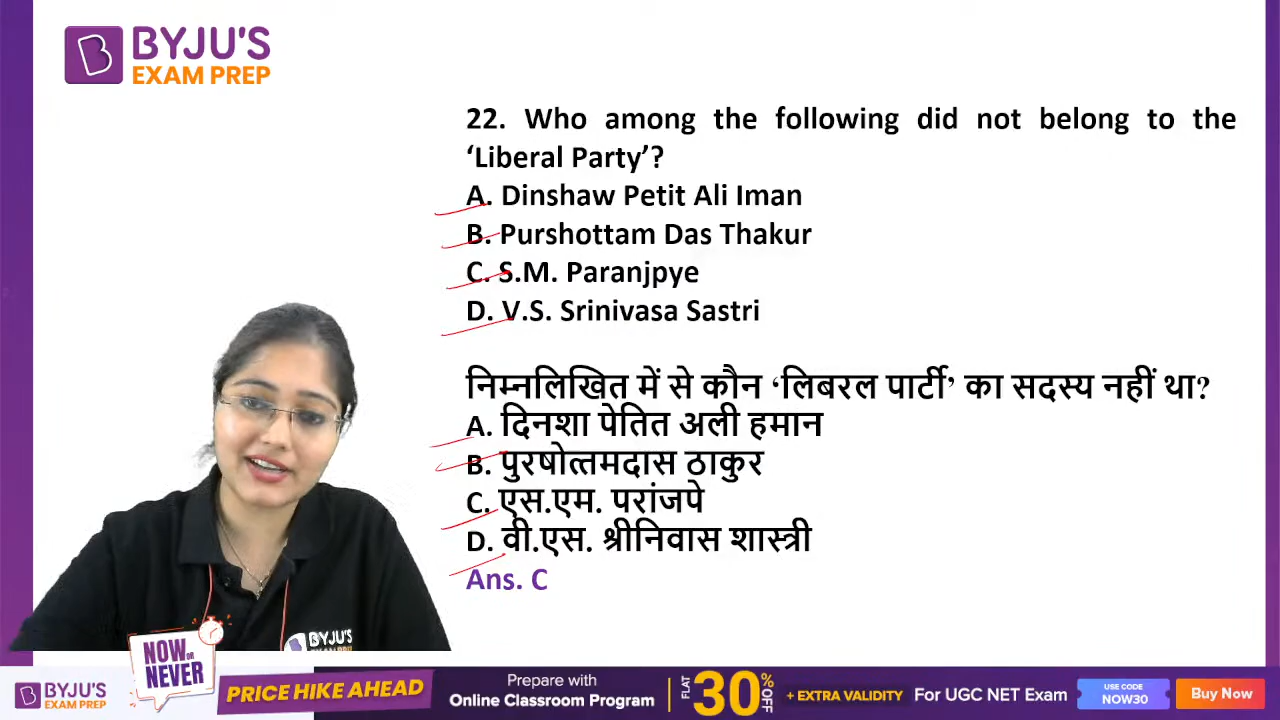 BYJU'S
EXAM PREP
22. Who among the following did not belong to the
‘Liberal Party’?
A. Dinshaw Petit Ali Iman
B. Purshottam Das Thakur
C. S.M. Paranjpye
D. V.S. Srinivasa Sastri
निम्नलिखित में से कौन ‘लिबरल पार्टी’ का सदस्य नहीं था?
A. दिनशा पेतित अली हमान
B. पुरषोत्तमदास ठाकुर
C. एस.एम. परांजपे
D. वी.एस. श्रीनिवास शास्त्री
Ans. C
BYJU'S
EXAM PREP
NOW OR
NEVER
BYJU'S
EXAM PREP
PRICE HIKE AHEAD
Prepare with
Online Classroom Program
FLAT 30% OFF
+ EXTRA VALIDITY
For UGC NET Exam
USE CODE
NOW30
Buy Now